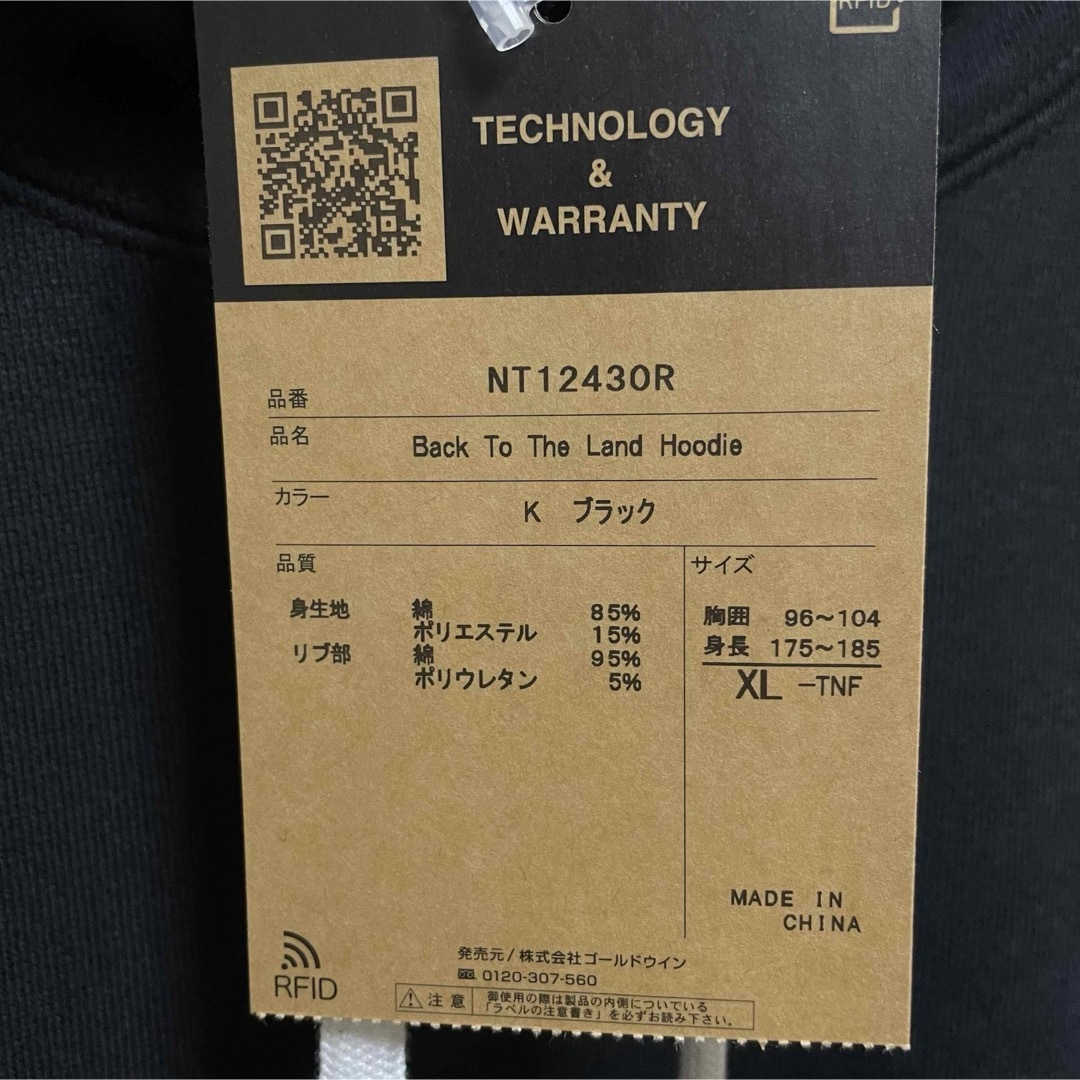 RFID
TECHNOLOGY
&
WARRANTY
品番 NT12430R
品名 Back To The Land Hoodie
カラー K ブラック
品質
身生地 綿 85%
ポリエステル 15%
リブ部 綿 95%
ポリウレタン 5%
サイズ
胸囲 96~104
身長 175~185
XL -TNF
MADE IN
CHINA
RFID
発売元/株式会社ゴールドウイン
0120-307-560
注意
御使用の際は製品の内側についている
「ラベルの注意書き」を必ずお読み下さい。